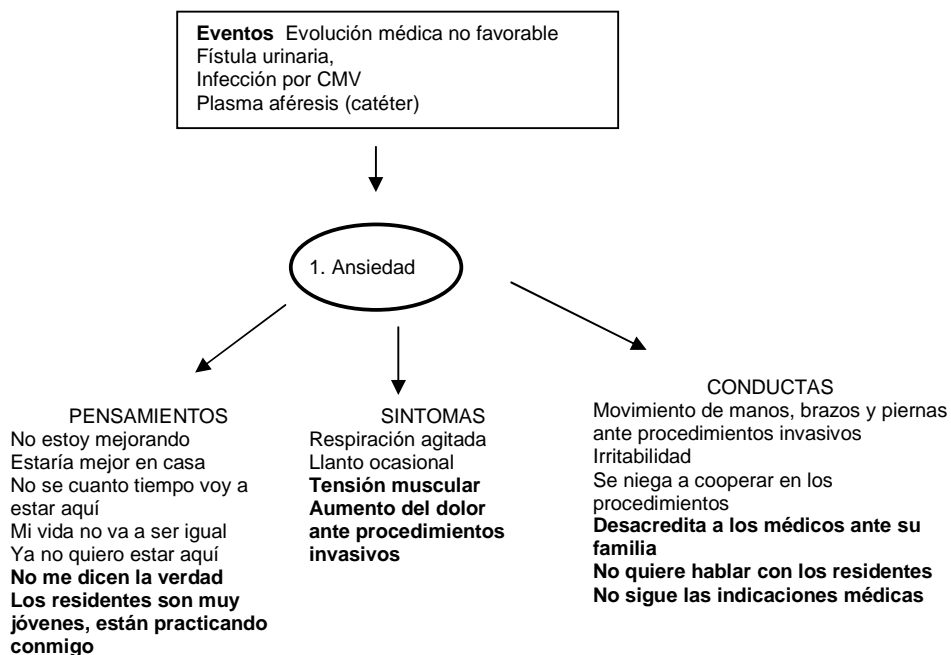 Eventos Evolución médica no favorable
Fístula urinaria,
Infección por CMV
Plasma aféresis (catéter)
1. Ansiedad
PENSAMIENTOS
No estoy mejorando
Estaría mejor en casa
No se cuanto tiempo voy a
estar aquí
Mi vida no va a ser igual
Ya no quiero estar aquí
No me dicen la verdad
Los residentes son muy
jóvenes, están practicando
conmigo
SINTOMAS
Respiración agitada
Llanto ocasional
Tensión muscular
Aumento del dolor
ante procedimientos
invasivos
CONDUCTAS
Movimiento de manos, brazos y piernas
ante procedimientos invasivos
Irritabilidad
Se niega a cooperar en los
procedimientos
Desacredita a los médicos ante su
familia
No quiere hablar con los residentes
No sigue las indicaciones médicas